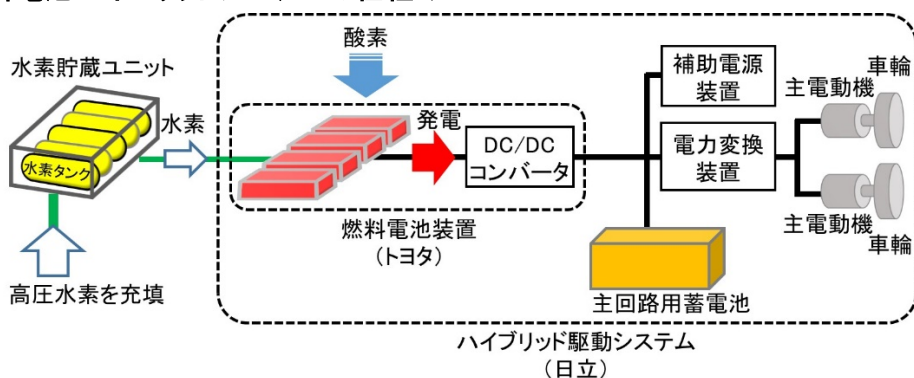 酸素
水素貯蔵ユニット
水素
水素タンク
高圧水素を充填
発電
DC/DC
コンバータ
燃料電池装置
(トヨタ)
補助電源
装置
電力変換
装置
主電動機
車輪
主電動機
車輪
主回路用蓄電池
ハイブリッド駆動システム
(日立)